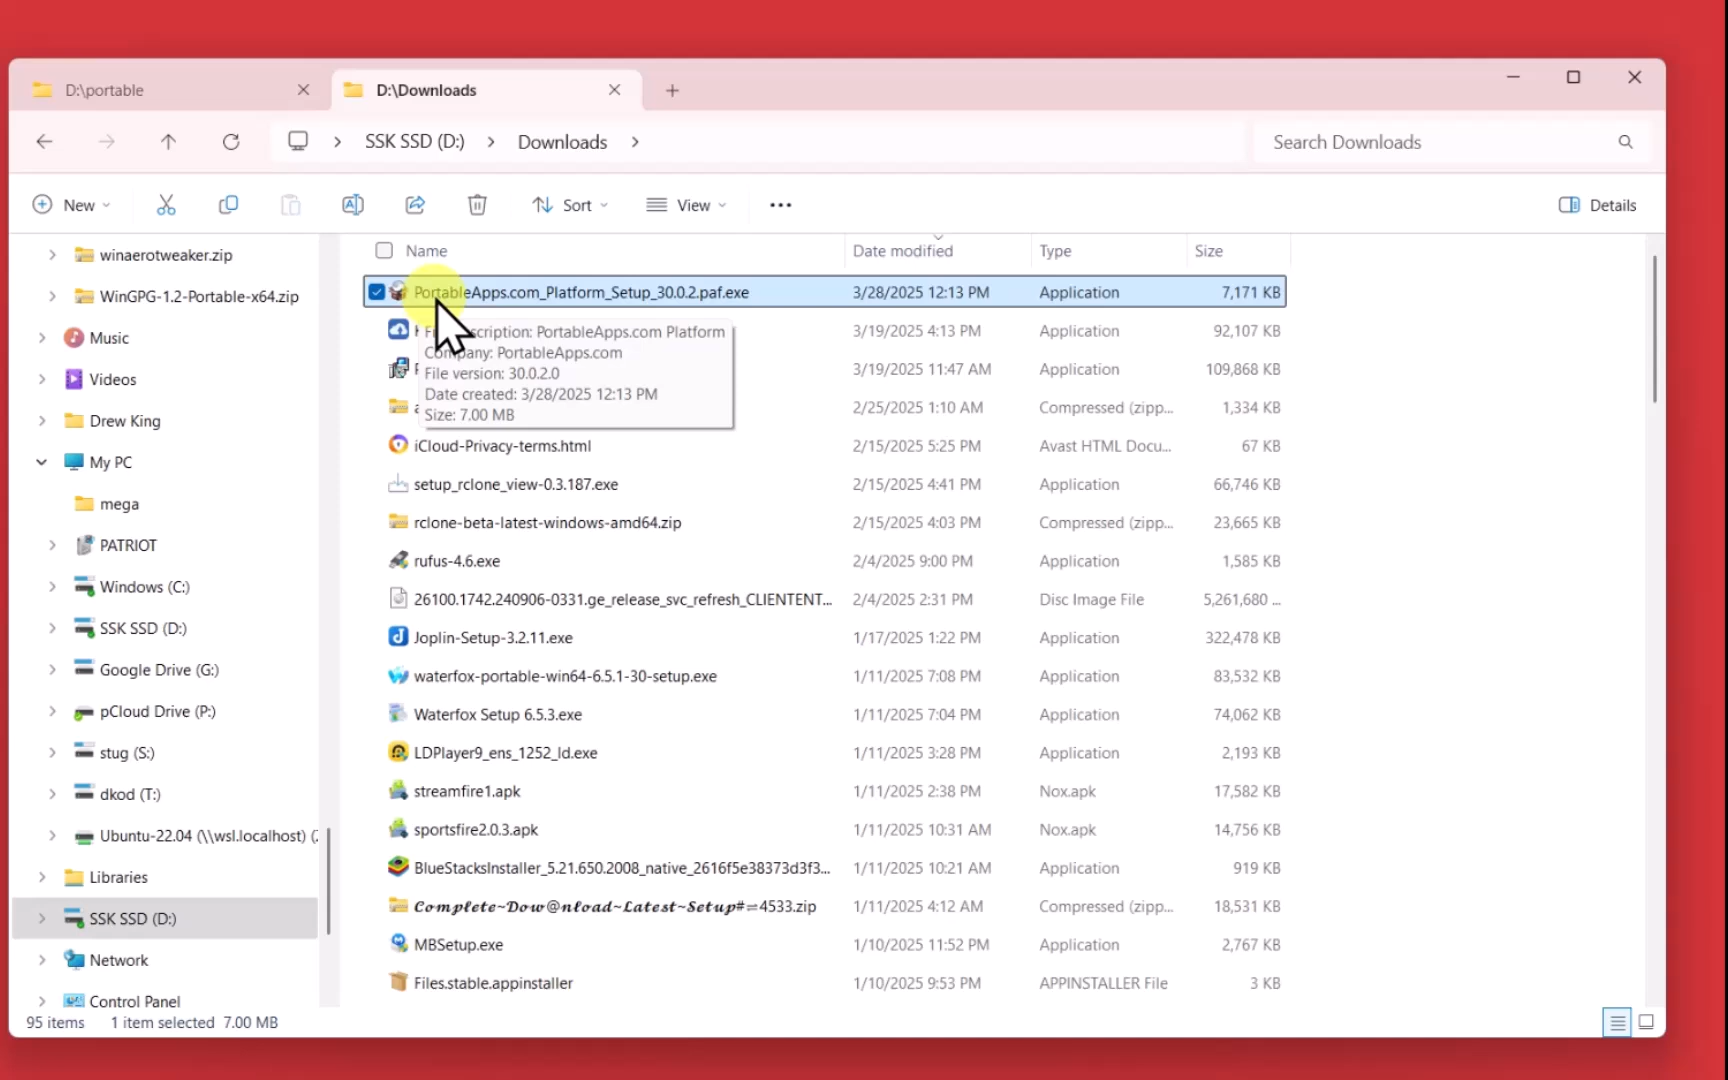 D:\portable
D:\Downloads
SSK SSD (D:)
Downloads
Search Downloads
New
Sort
View
Details
winaerotweaker.zip
WinGPG-1.2-Portable-x64.zip
Music
Videos
Drew King
My PC
mega
PATRIOT
Windows (C:)
SSK SSD (D:)
Google Drive (G:)
pCloud Drive (P:)
stug (S:)
dkod (T:)
Ubuntu-22.04 (\\wsl.localhost) (
Libraries
SSK SSD (D:)
Network
Control Panel
Name Date modified Type Size
PortableApps.com_Platform_Setup_30.0.2.paf.exe 3/28/2025 12:13 PM Application 7,171 KB
3/19/2025 4:13 PM Application 92,107 KB
3/19/2025 11:47 AM Application 109,868 KB
2/25/2025 1:10 AM Compressed (zipp... 1,334 KB
PortableApps.com Platform
Company: PortableApps.com
File version: 30.0.2.0
Date created: 3/28/2025 12:13 PM
Size: 7.00 MB
iCloud-Privacy-terms.html 2/15/2025 5:25 PM Avast HTML Docu... 67 KB
setup_rclone_view-0.3.187.exe 2/15/2025 4:41 PM Application 66,746 KB
rclone-beta-latest-windows-amd64.zip 2/15/2025 4:03 PM Compressed (zipp... 23,665 KB
rufus-4.6.exe 2/4/2025 9:00 PM Application 1,585 KB
26100.1742.240906-0331.ge_release_svc_refresh_CLIENTENT... 2/4/2025 2:31 PM Disc Image File 5,261,680 ...
Joplin-Setup-3.2.11.exe 1/17/2025 1:22 PM Application 322,478 KB
waterfox-portable-win64-6.5.1-30-setup.exe 1/11/2025 7:08 PM Application 83,532 KB
Waterfox Setup 6.5.3.exe 1/11/2025 7:04 PM Application 74,062 KB
LDPlayer9_ens_1252_ld.exe 1/11/2025 3:28 PM Application 2,193 KB
streamfire1.apk 1/11/2025 2:38 PM Nox.apk 17,582 KB
sportsfire2.0.3.apk 1/11/2025 10:31 AM Nox.apk 14,756 KB
BlueStacksInstaller_5.21.650.2008_native_2616f5e38373d3f3... 1/11/2025 10:21 AM Application 919 KB
𝓒𝓸𝓶𝓹𝓵𝓮𝓽𝓮~𝓓𝓸𝔀@𝓷𝓵𝓸𝓪𝓭~𝓛𝓪𝓽𝓮𝓼𝓽~𝓢𝓮𝓽𝓾𝓹#=4533.zip 1/11/2025 4:12 AM Compressed (zipp... 18,531 KB
MBSetup.exe 1/10/2025 11:52 PM Application 2,767 KB
Files.stable.appinstaller 1/10/2025 9:53 PM APPINSTALLER File 3 KB
95 items 1 item selected 7.00 MB